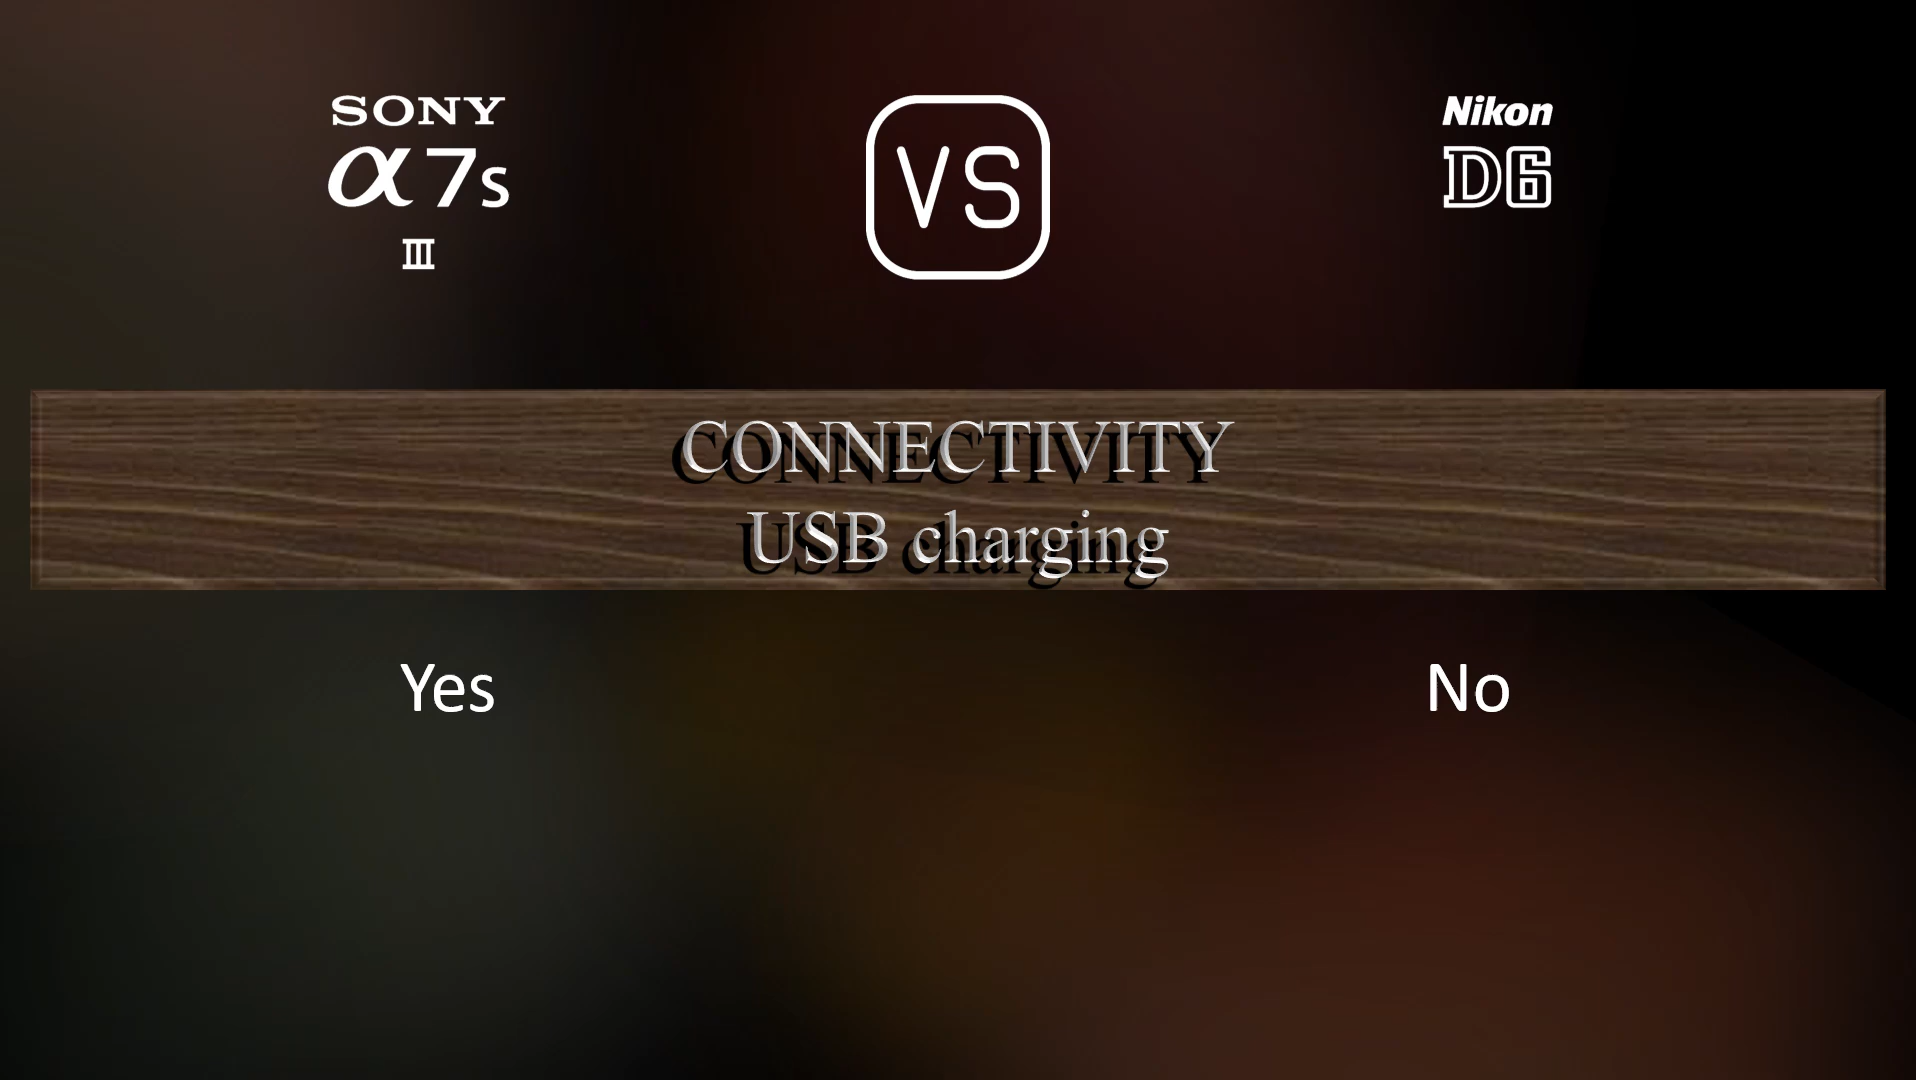 SONY
α7s
III
VS
Nikon
D6
CONNECTIVITY
USB charging
Yes
No